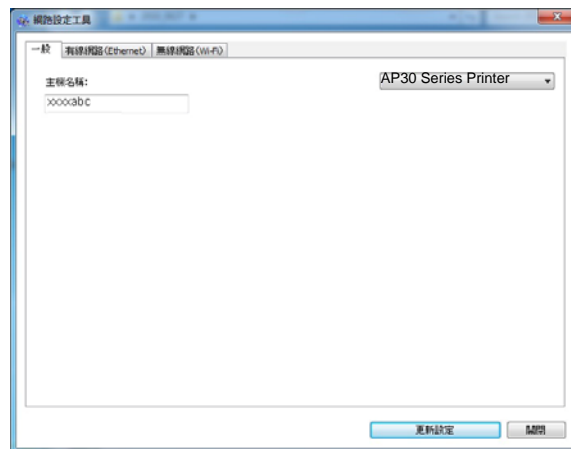 網路設定工具
一般 有線網路(Ethernet) 無線網路(Wi-Fi)
主機名稱:
AP30 Series Printer
xxxxabc
更新設定 關閉